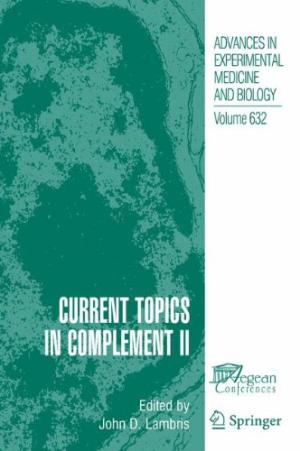 ADVANCES IN
EXPERIMENTAL
MEDICINE
AND BIOLOGY
Volume 632
CURRENT TOPICS
IN COMPLEMENT II
Aegean
Conferences
Edited by
John D. Lambris
Springer